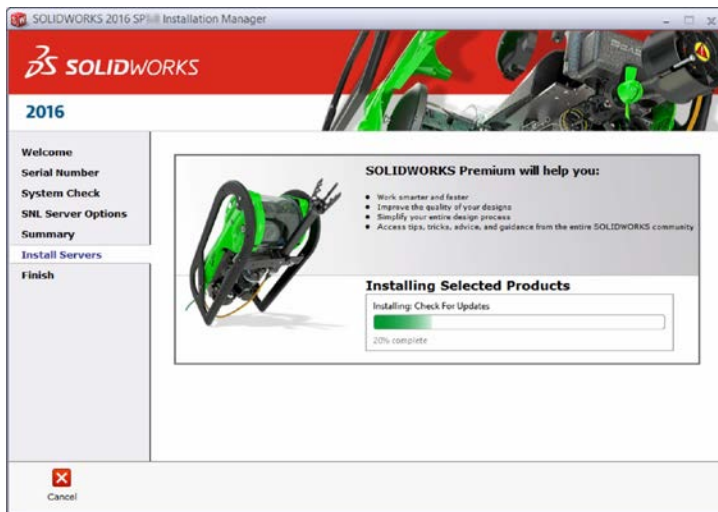 SOLIDWORKS 2016 SP Installation Manager
SOLIDWORKS
2016
Welcome
Serial Number
System Check
SNL Server Options
Summary
Install Servers
Finish
SOLIDWORKS Premium will help you:
Work smarter and faster
Improve the quality of your designs
Simplify your entire design process
Access tips, tricks, advice, and guidance from the entire SOLIDWORKS community
Installing Selected Products
Installing: Check For Updates
20% complete
Cancel